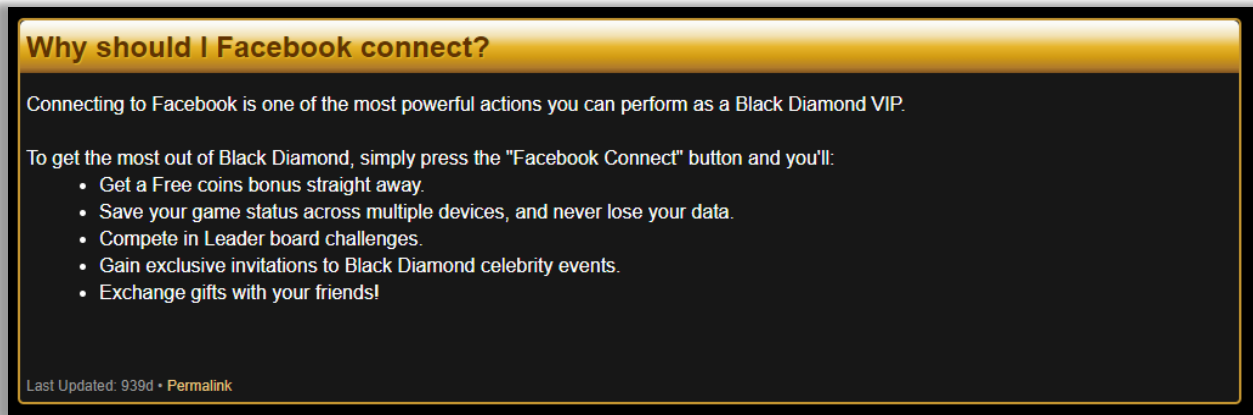 Why should I Facebook connect?
Connecting to Facebook is one of the most powerful actions you can perform as a Black Diamond VIP.
To get the most out of Black Diamond, simply press the "Facebook Connect" button and you'll:
• Get a Free coins bonus straight away.
• Save your game status across multiple devices, and never lose your data.
• Compete in Leader board challenges.
• Gain exclusive invitations to Black Diamond celebrity events.
• Exchange gifts with your friends!
Last Updated: 939d • Permalink